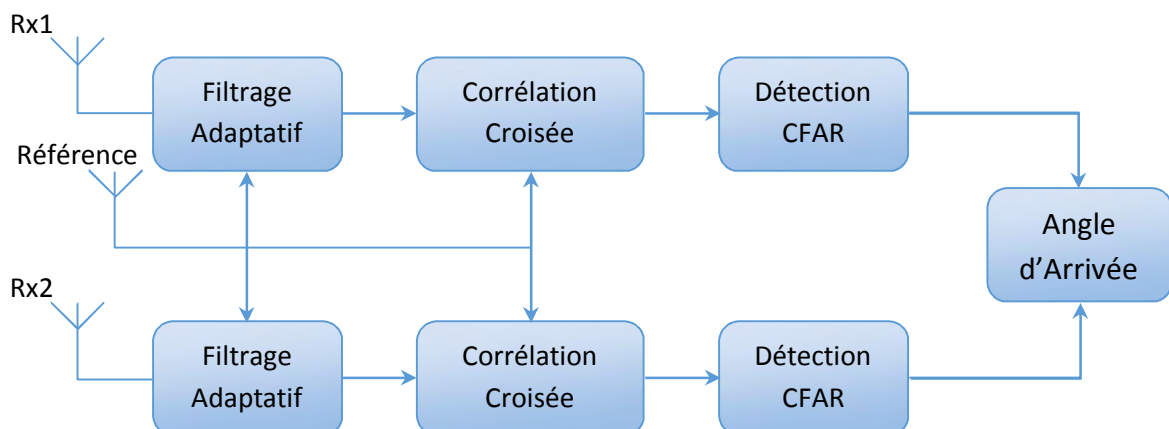 Rx1
Filtrage
Adaptatif
Corrélation
Croisée
Détection
CFAR
Référence
Angle
d’Arrivée
Rx2
Filtrage
Adaptatif
Corrélation
Croisée
Détection
CFAR